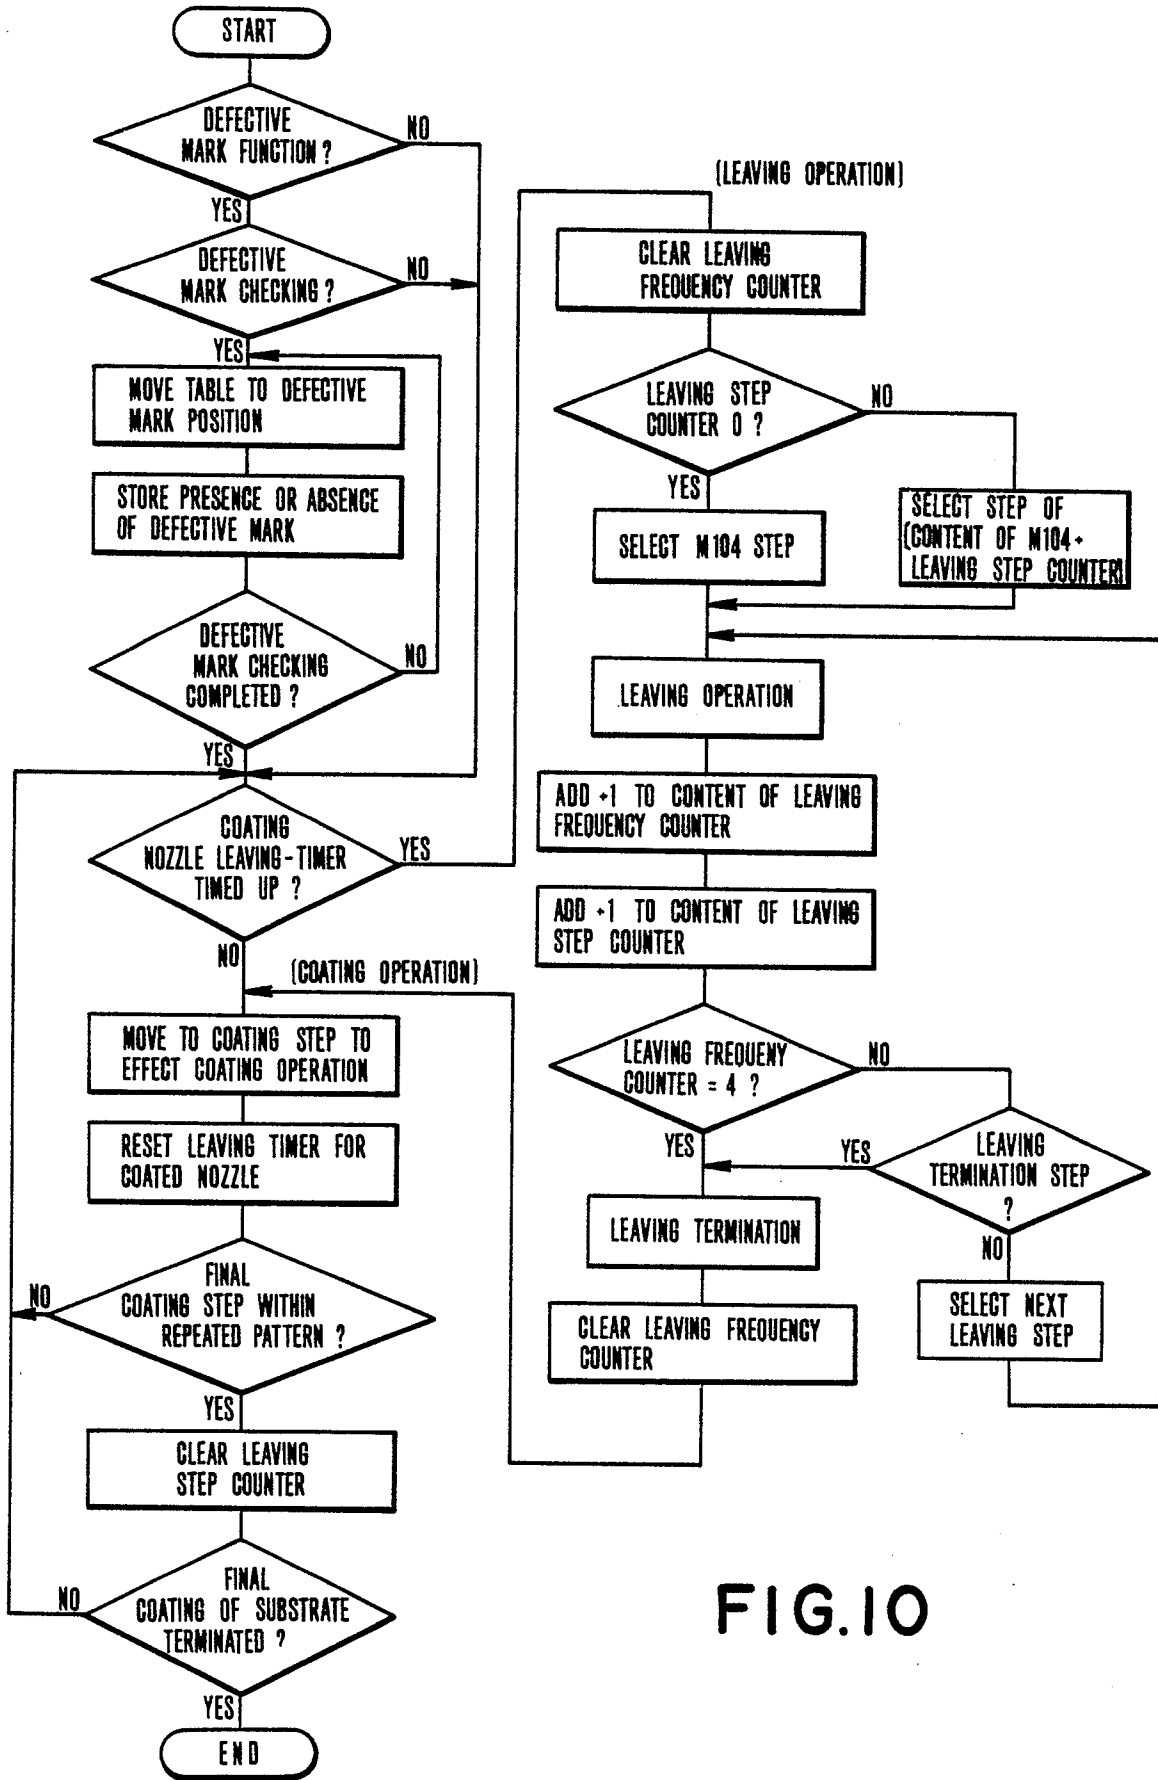 START
DEFECTIVE
MARK FUNCTION ?
NO
YES
DEFECTIVE
MARK CHECKING ?
NO
YES
MOVE TABLE TO DEFECTIVE
MARK POSITION
STORE PRESENCE OR ABSENCE
OF DEFECTIVE MARK
DEFECTIVE
MARK CHECKING
COMPLETED ?
NO
YES
COATING
NOZZLE LEAVING-TIMER
TIMED UP ?
YES
NO
(COATING OPERATION)
MOVE TO COATING STEP TO
EFFECT COATING OPERATION
RESET LEAVING TIMER FOR
COATED NOZZLE
FINAL
COATING STEP WITHIN
REPEATED PATTERN ?
NO
YES
CLEAR LEAVING
STEP COUNTER
FINAL
COATING OF SUBSTRATE
TERMINATED ?
NO
YES
END
(LEAVING OPERATION)
CLEAR LEAVING
FREQUENCY COUNTER
LEAVING STEP
COUNTER 0 ?
NO
YES
SELECT M104 STEP
SELECT STEP OF
(CONTENT OF M104+
LEAVING STEP COUNTER)
LEAVING OPERATION
ADD +1 TO CONTENT OF LEAVING
FREQUENCY COUNTER
ADD +1 TO CONTENT OF LEAVING
STEP COUNTER
LEAVING FREQUENY
COUNTER = 4 ?
NO
YES
LEAVING
TERMINATION STEP
?
YES
NO
LEAVING TERMINATION
SELECT NEXT
LEAVING STEP
CLEAR LEAVING FREQUENCY
COUNTER
FIG.10